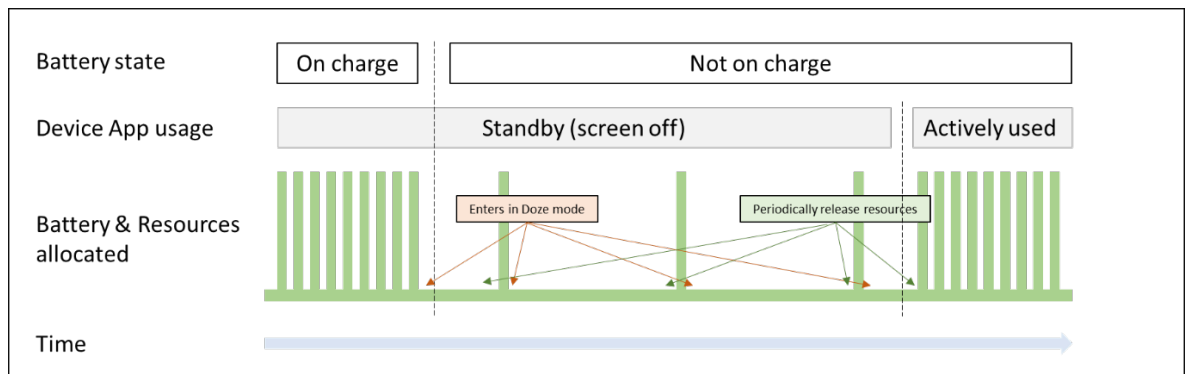 Battery state
On charge
Not on charge
Device App usage
Standby (screen off)
Actively used
Enters in Doze mode
Periodically release resources
Battery & Resources
allocated
Time